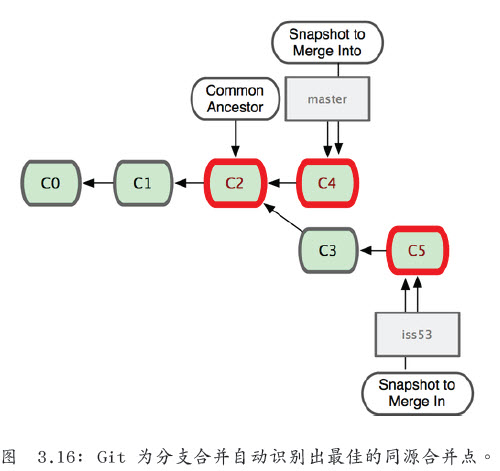 Snapshot to
Merge Into
Common
Ancestor
master
C0
C1
C2
C4
C3
C5
iss53
Snapshot to
Merge In
图 3.16: Git 为分支合并自动识别出最佳的同源合并点。